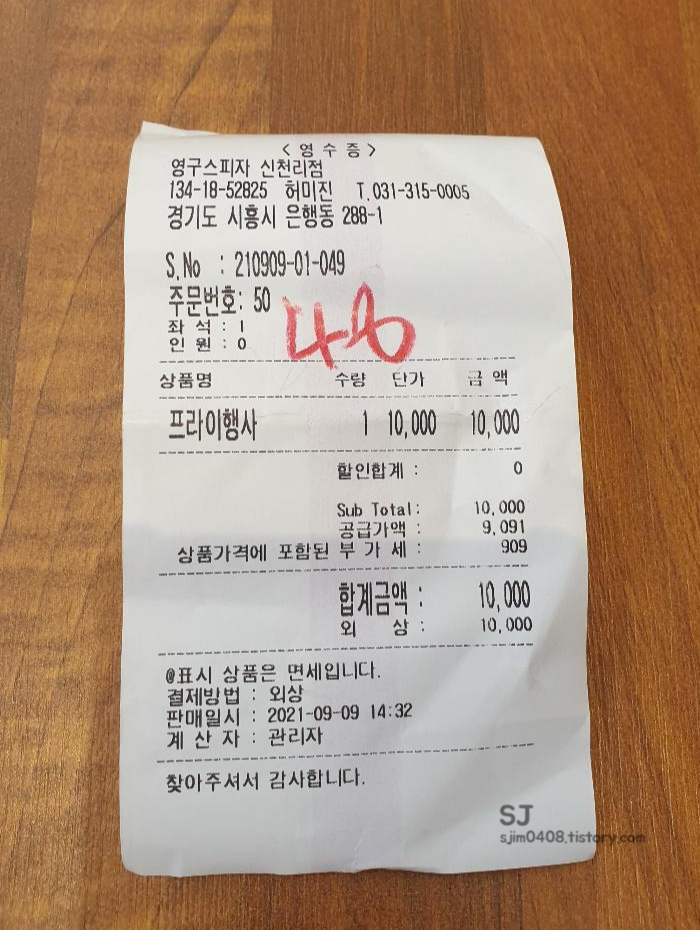 < 영 수 증 >
영구스피자 신천리점
134-18-52825 허미진 T.031-315-0005
경기도 시흥시 은행동 288-1
S.No : 210909-01-049
주문번호: 50
46
좌 석 : 1
인 원 : 0
상품명 수량 단가 금 액
프라이행사 1 10,000 10,000
할인합계 : 0
Sub Total: 10,000
공급가액 : 9,091
상품가격에 포함된 부 가 세 : 909
합계금액 : 10,000
외 상 : 10,000
@표시 상품은 면세입니다.
결제방법 : 외상
판매일시 : 2021-09-09 14:32
계 산 자 : 관리자
찾아주셔서 감사합니다.
SJ
sjim0408.tistory.com